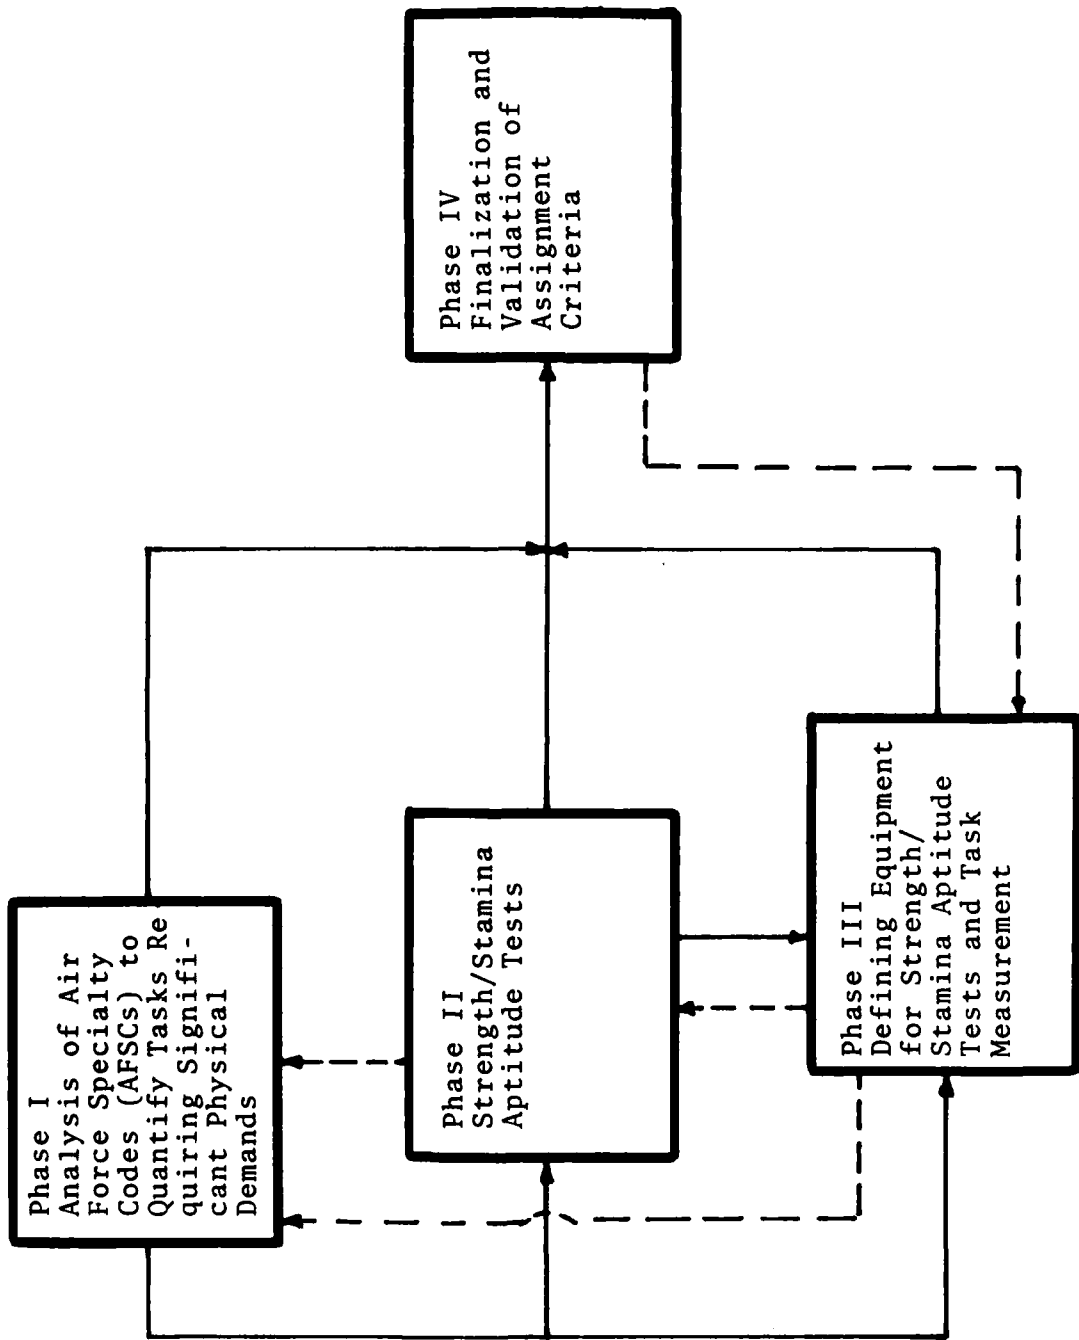 Phase I
Analysis of Air
Force Specialty
Codes (AFSCs) to
Quantify Tasks Re
quiring Signifi-
cant Physical
Demands
Phase II
Strength/Stamina
Aptitude Tests
Phase III
Defining Equipment
for Strength/
Stamina Aptitude
Tests and Task
Measurement
Phase IV
Finalization and
Validation of
Assignment
Criteria